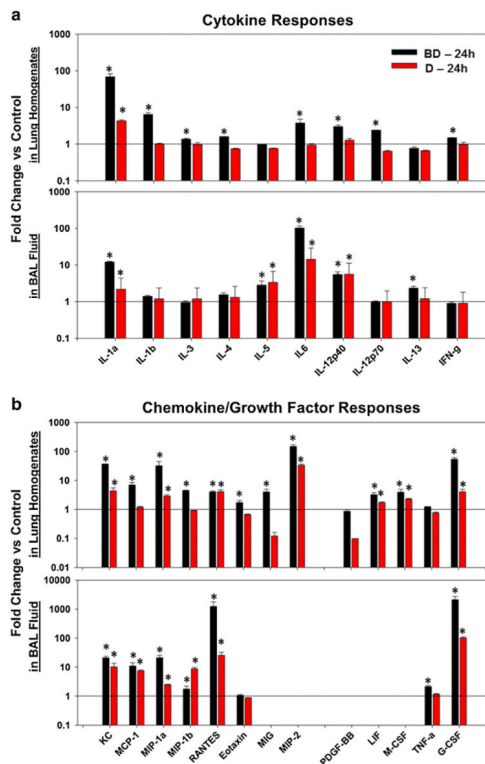 a
Cytokine Responses
Fold Change vs Control
in Lung Homogenates
in BAL Fluid
1000
100
10
1
0.1
BD – 24h
D – 24h
* * * * * * * * * *
1000
100
10
1
0.1
* * * * * * * * *
IL-1a IL-1b IL-3 IL-4 IL-5 IL6 IL-12p40 IL-12p70 IL-13 IFN-g
b
Chemokine/Growth Factor Responses
Fold Change vs Control
in Lung Homogenates
in BAL Fluid
1000
100
10
1
0.1
0.01
* * * * * * * * * * * * * * * * * *
10000
1000
100
10
1
0.1
* * * * * * * * * * * * *
KC MCP-1 MIP-1a MIP-1b RANTES Eotaxin MIG MIP-2 PDGF-BB LIF M-CSF TNF-a G-CSF